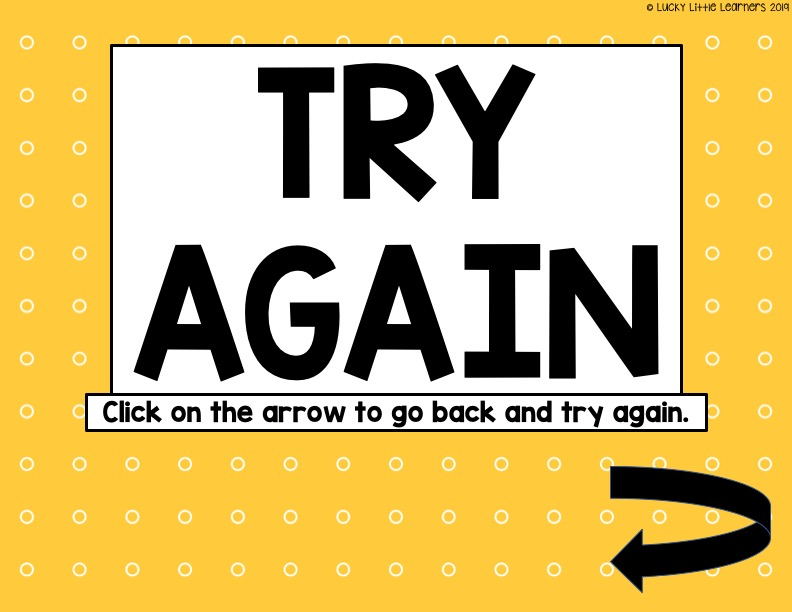 © Lucky Little Learners 2019
TRY
AGAIN
Click on the arrow to go back and try again.